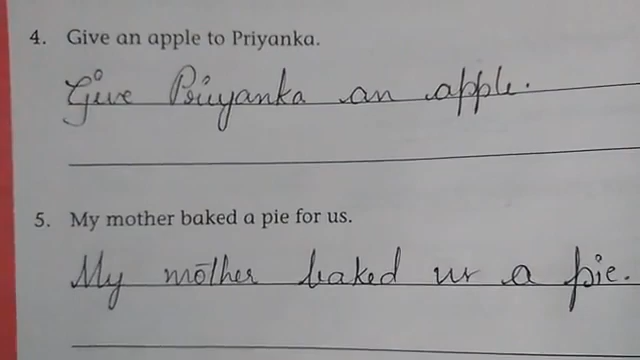 4. Give an apple to Priyanka.
Give Priyanka an apple.
5. My mother baked a pie for us.
My mother baked us a pie.